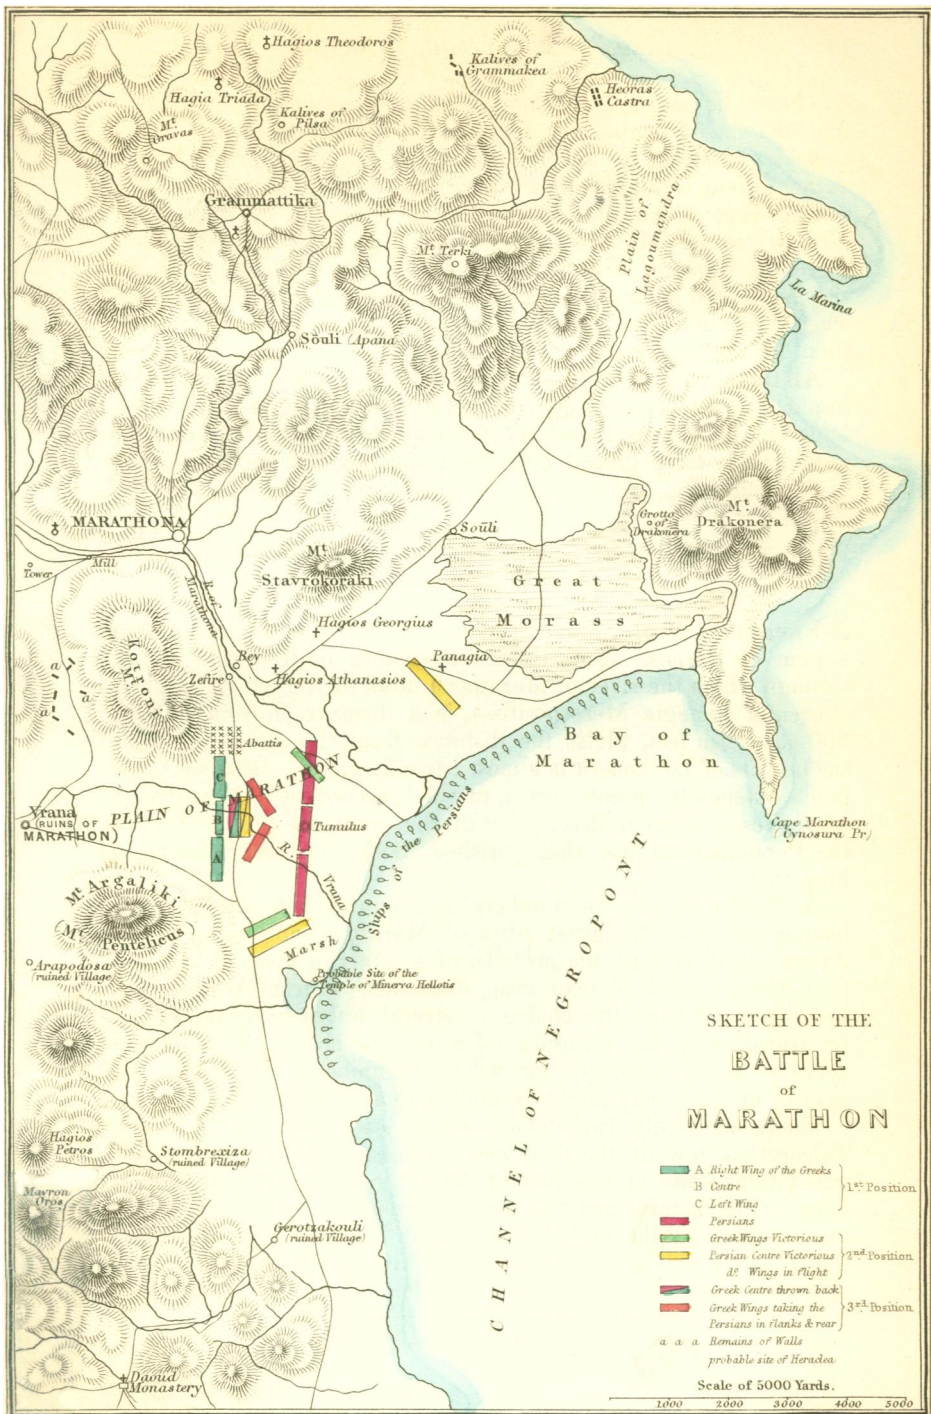 Hagios Theodoros
Kalives of
Grammakea
Hagia Triada
Heoras
Castra
Kalives of
Pilsa
Mt.
Oravas
Grammattika
Plain of
Lagoumandra
Mt. Terki
La Marina
Souli (Apana
MARATHONA
Tower
Mill
R. of
Marathona
Mt.
Stavrokoraki
Souli
Grotto
of
Drakonera
Mt.
Drakonera
Great
Morass
Hagios Georgius
Bey
Zefire
Hagios Athanasios
Panagia
Kotroni
Mt.
a
a
a
Abattis
Bay of
Marathon
C
B
A
PLAIN OF MARATHON
Vrana
(RUINS OF
MARATHON)
Tumulus
R. Vrana
Ships of the Persians
Cape Marathon
(Cynosura Pr)
Mt. Argaliki
(Mt.
Pentelicus)
Marsh
Arapodosa
(ruined Village)
Probable Site of the
Temple of Minerva Hellotis
CHANNEL OF NEGROPONT
Hagios
Petros
Stombrexiza
(ruined Village)
Mavron
Oros
Gerotzakouli
(ruined Village)
Daoud
Monastery
SKETCH OF THE
BATTLE
of
MARATHON
A Right Wing of the Greeks
B Centre
C Left Wing
1st Position
Persians
Greek Wings Victorious
Persian Centre Victorious
do. Wings in flight
2nd Position
Greek Centre thrown back
Greek Wings taking the
Persians in flanks & rear
3rd Position
a a a Remains of Walls
probable site of Heraclea
Scale of 5000 Yards.
1000 2000 3000 4000 5000